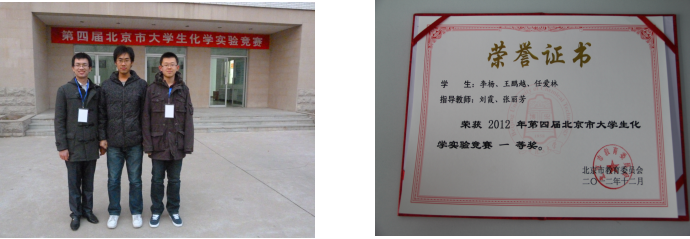 第四届北京市大学生化学实验竞赛
荣誉证书
学 生：李杨、王鹏越、任爱林
指导教师：刘霞、张丽芳
荣获 2012 年第四届北京市大学生化
学实验竞赛 一 等奖。
北京市教育委员会
二〇一二年十二月